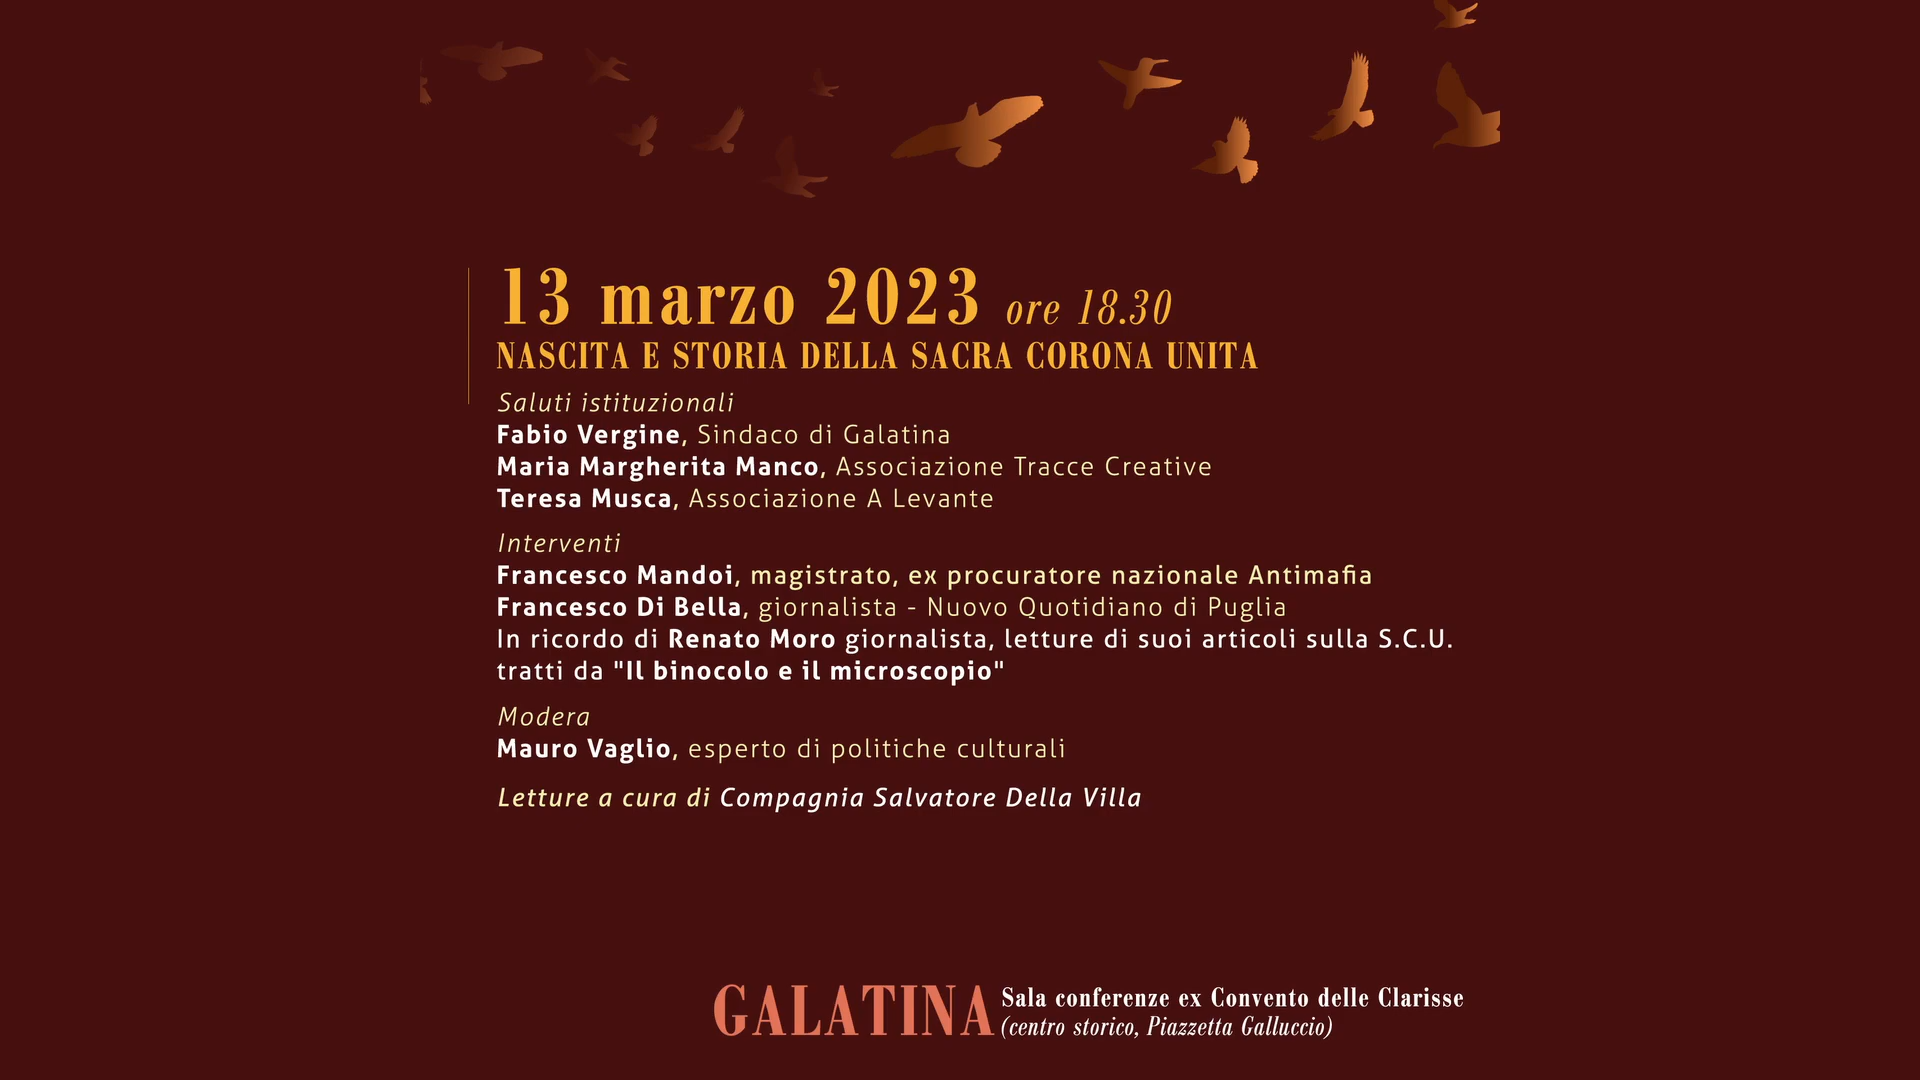 13 marzo 2023 ore 18.30
NASCITA E STORIA DELLA SACRA CORONA UNITA
Saluti istituzionali
Fabio Vergine, Sindaco di Galatina
Maria Margherita Manco, Associazione Tracce Creative
Teresa Musca, Associazione A Levante
Interventi
Francesco Mandoi, magistrato, ex procuratore nazionale Antimafia
Francesco Di Bella, giornalista - Nuovo Quotidiano di Puglia
In ricordo di Renato Moro giornalista, letture di suoi articoli sulla S.C.U.
tratti da "Il binocolo e il microscopio"
Modera
Mauro Vaglio, esperto di politiche culturali
Letture a cura di Compagnia Salvatore Della Villa
GALATINA Sala conferenze ex Convento delle Clarisse
(centro storico, Piazzetta Galluccio)